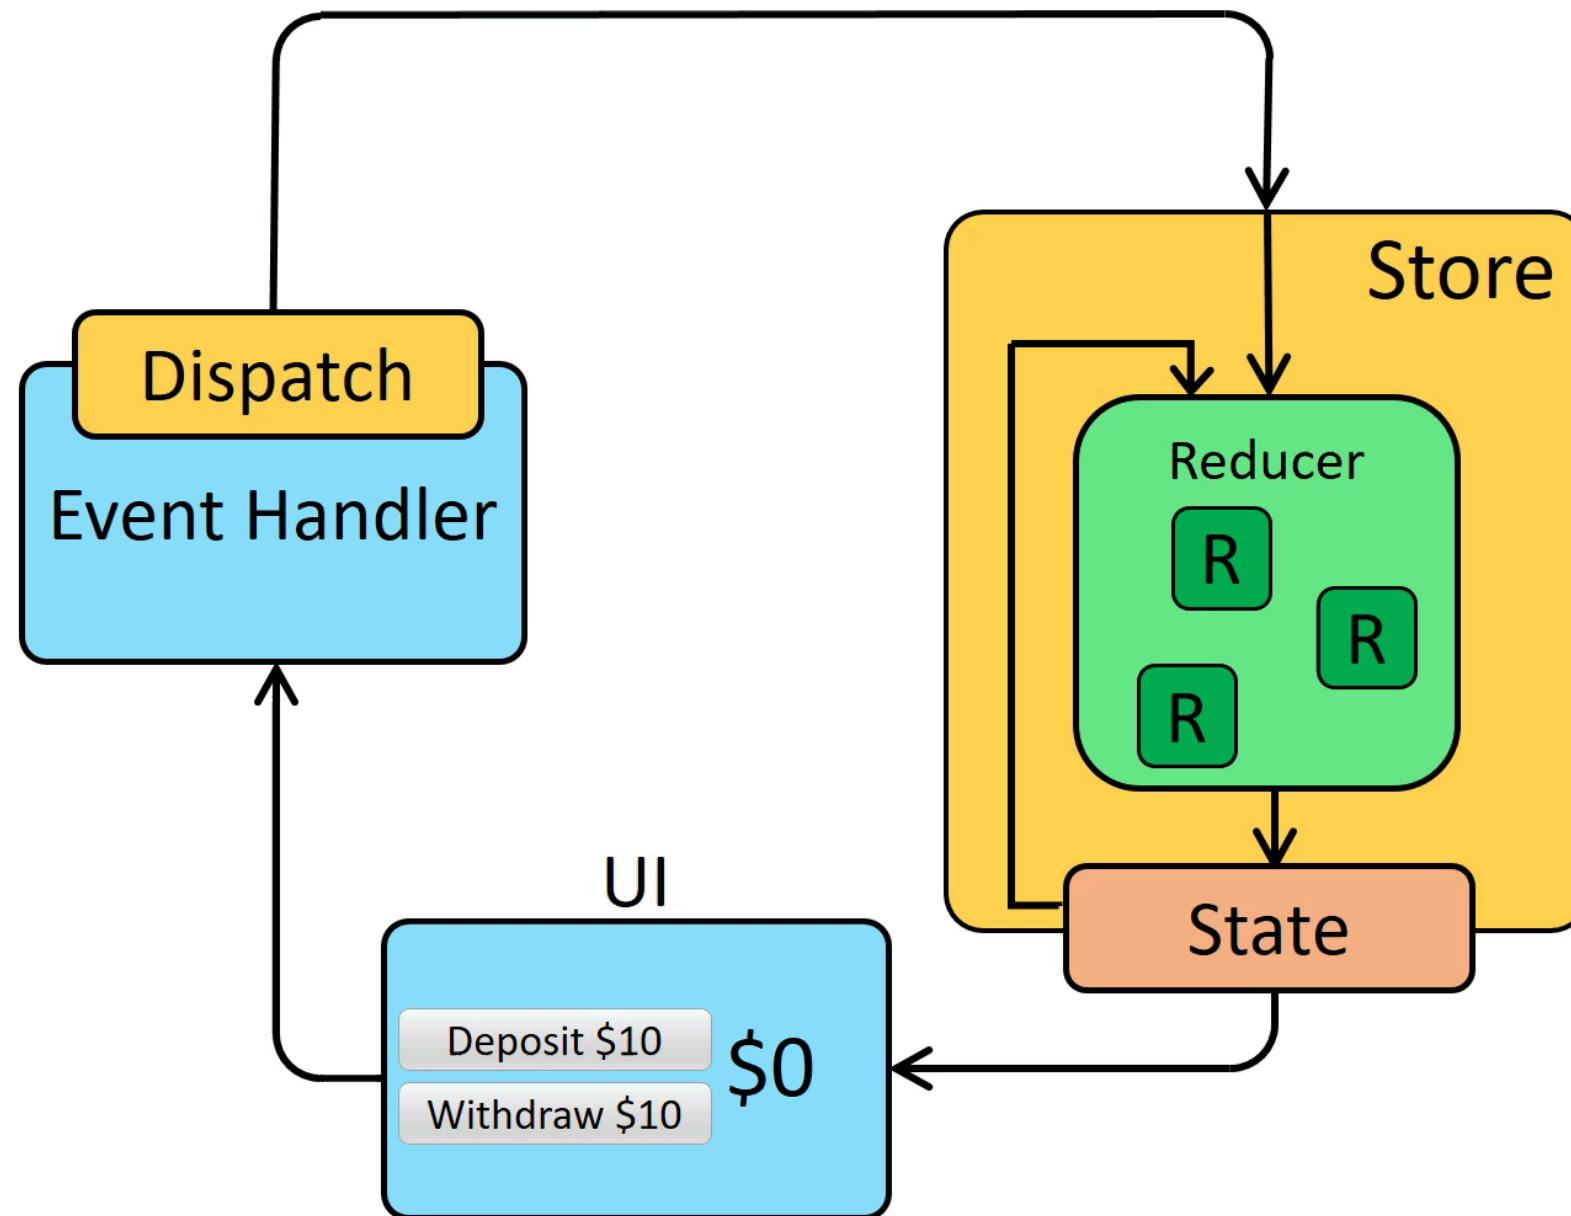 Store
Dispatch
Event Handler
Reducer
R
R
R
UI
State
Deposit $10
$0
Withdraw $10